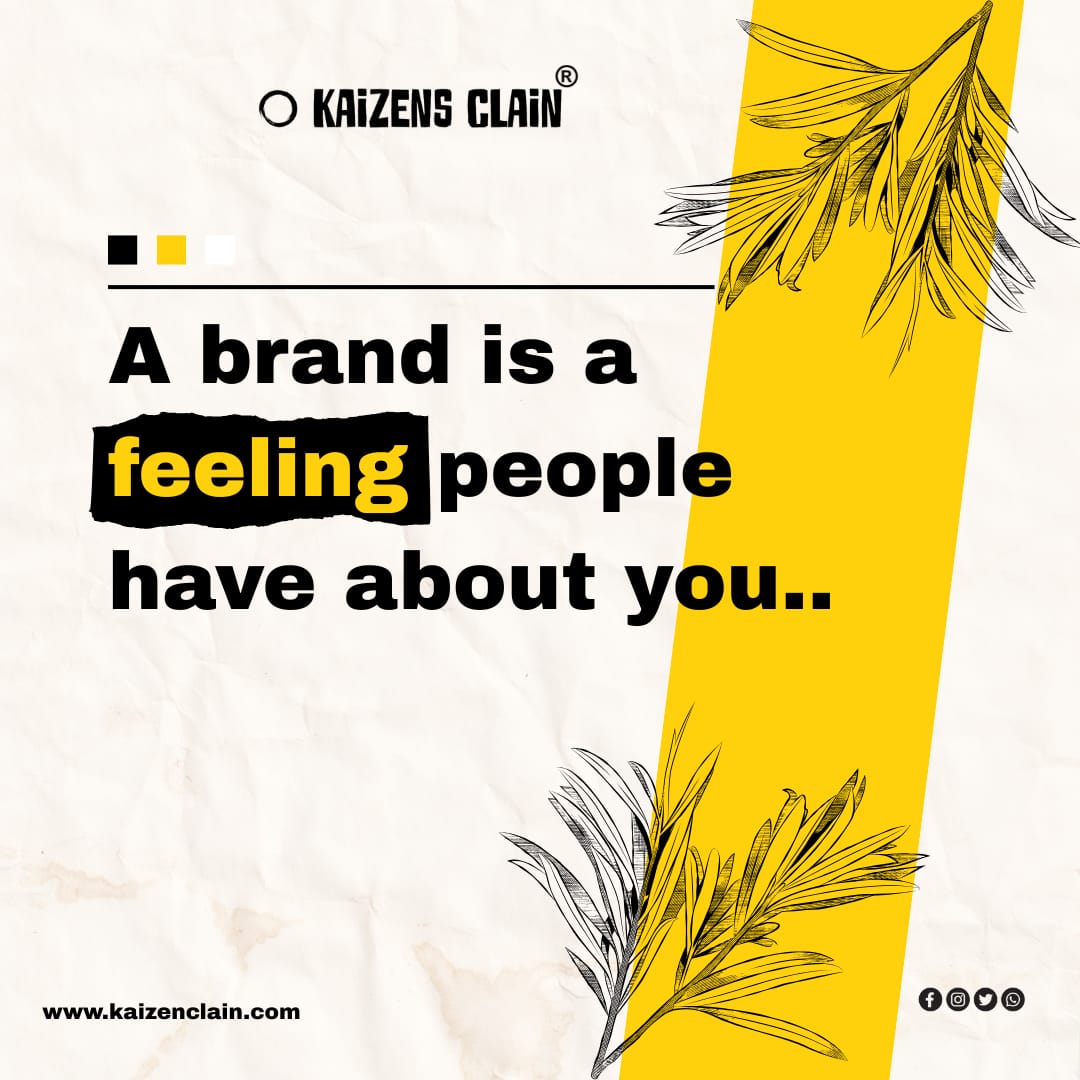 KAiZENS CLAiN®
A brand is a
feeling people
have about you..
www.kaizenclain.com